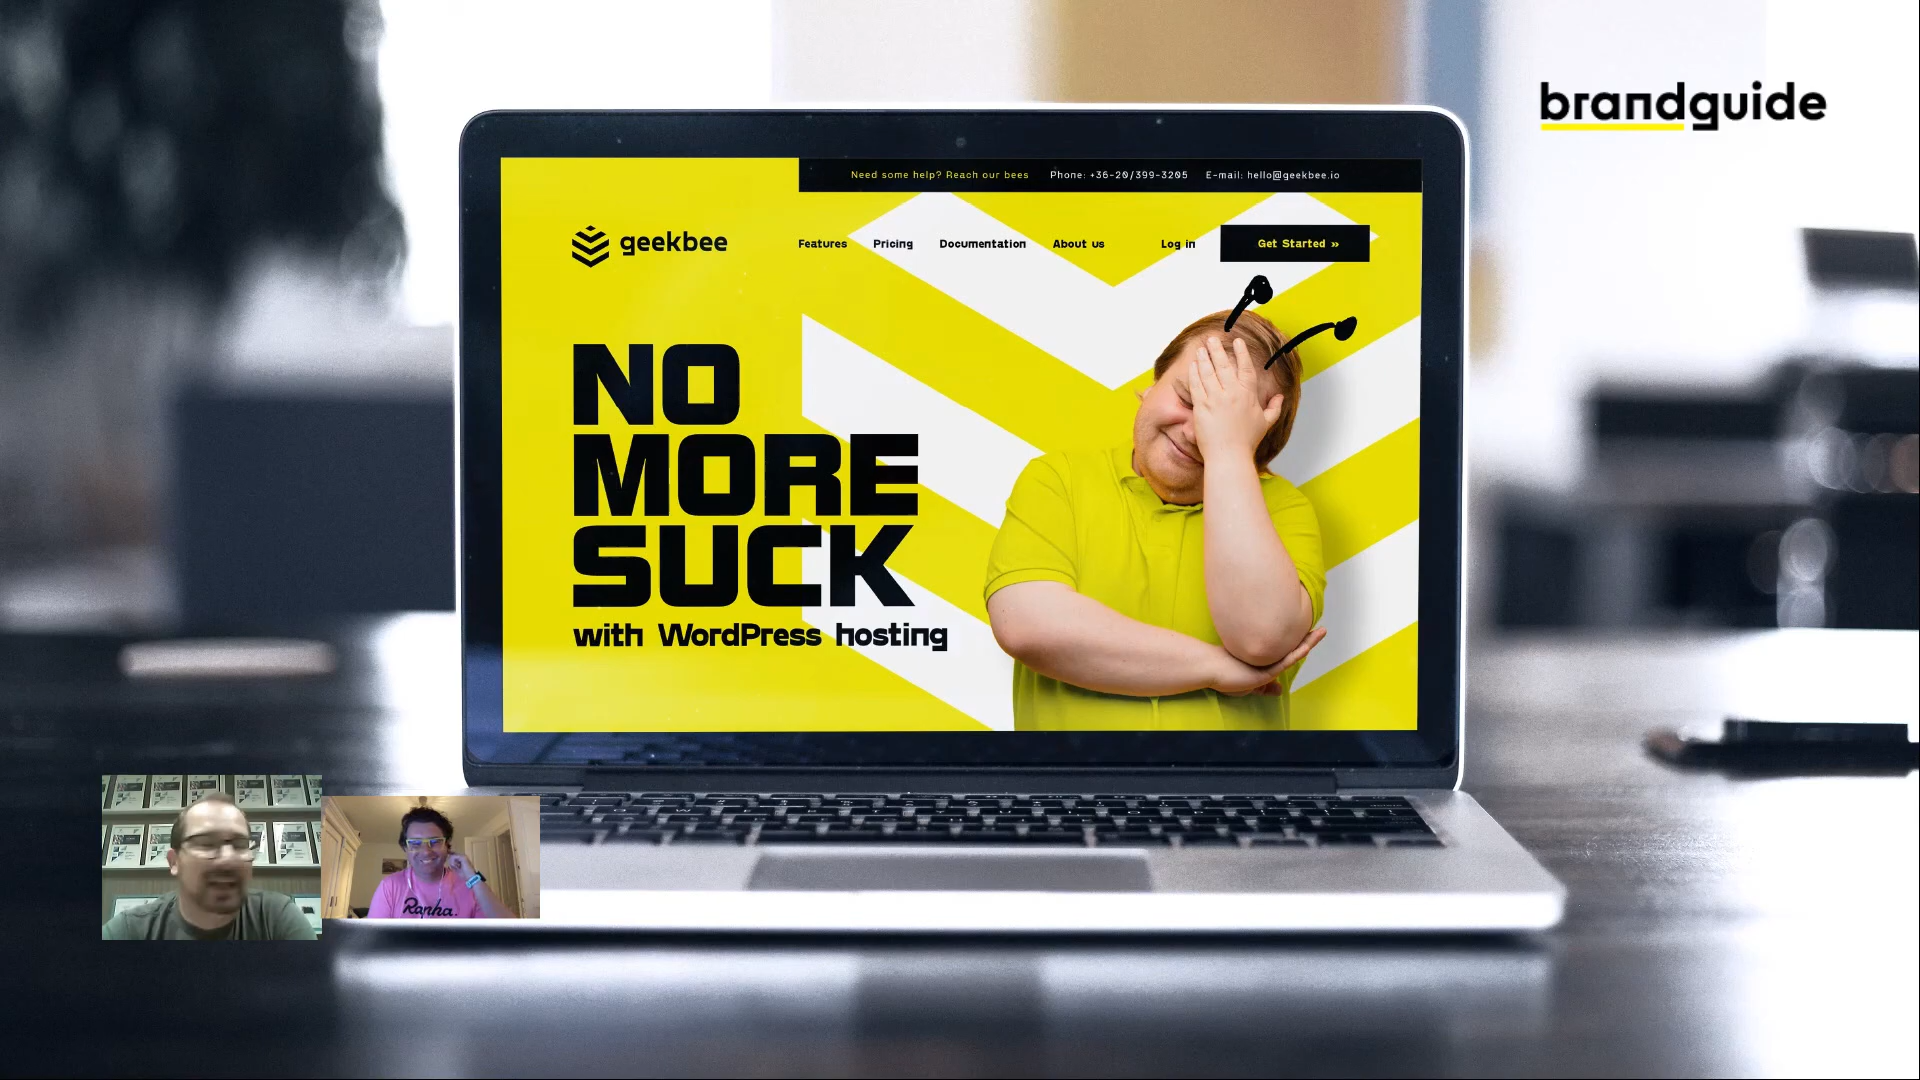 brandguide
Need some help? Reach our bees Phone: +36-20/399-3205 E-mail: hello@geekbee.io
geekbee Features Pricing Documentation About us Log in Get Started »
NO
MORE
SUCK
with WordPress hosting
Rapha.